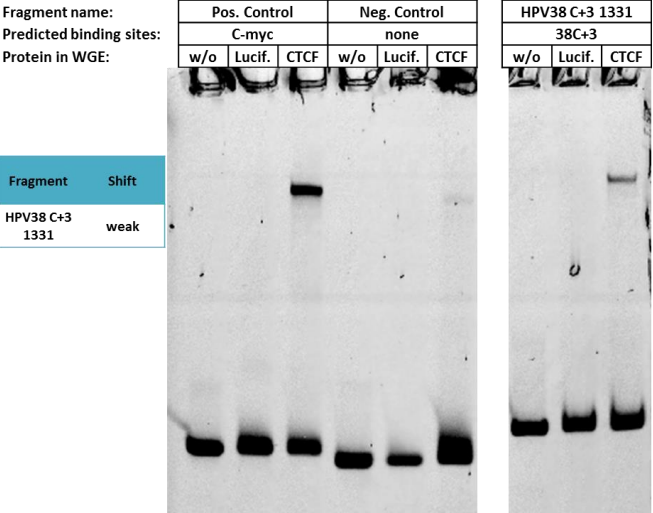 Fragment name: Pos. Control Neg. Control HPV38 C+3 1331
Predicted binding sites: C-myc none 38C+3
Protein in WGE: w/o Lucif. CTCF w/o Lucif. CTCF w/o Lucif. CTCF
Fragment Shift
HPV38 C+3 1331 weak